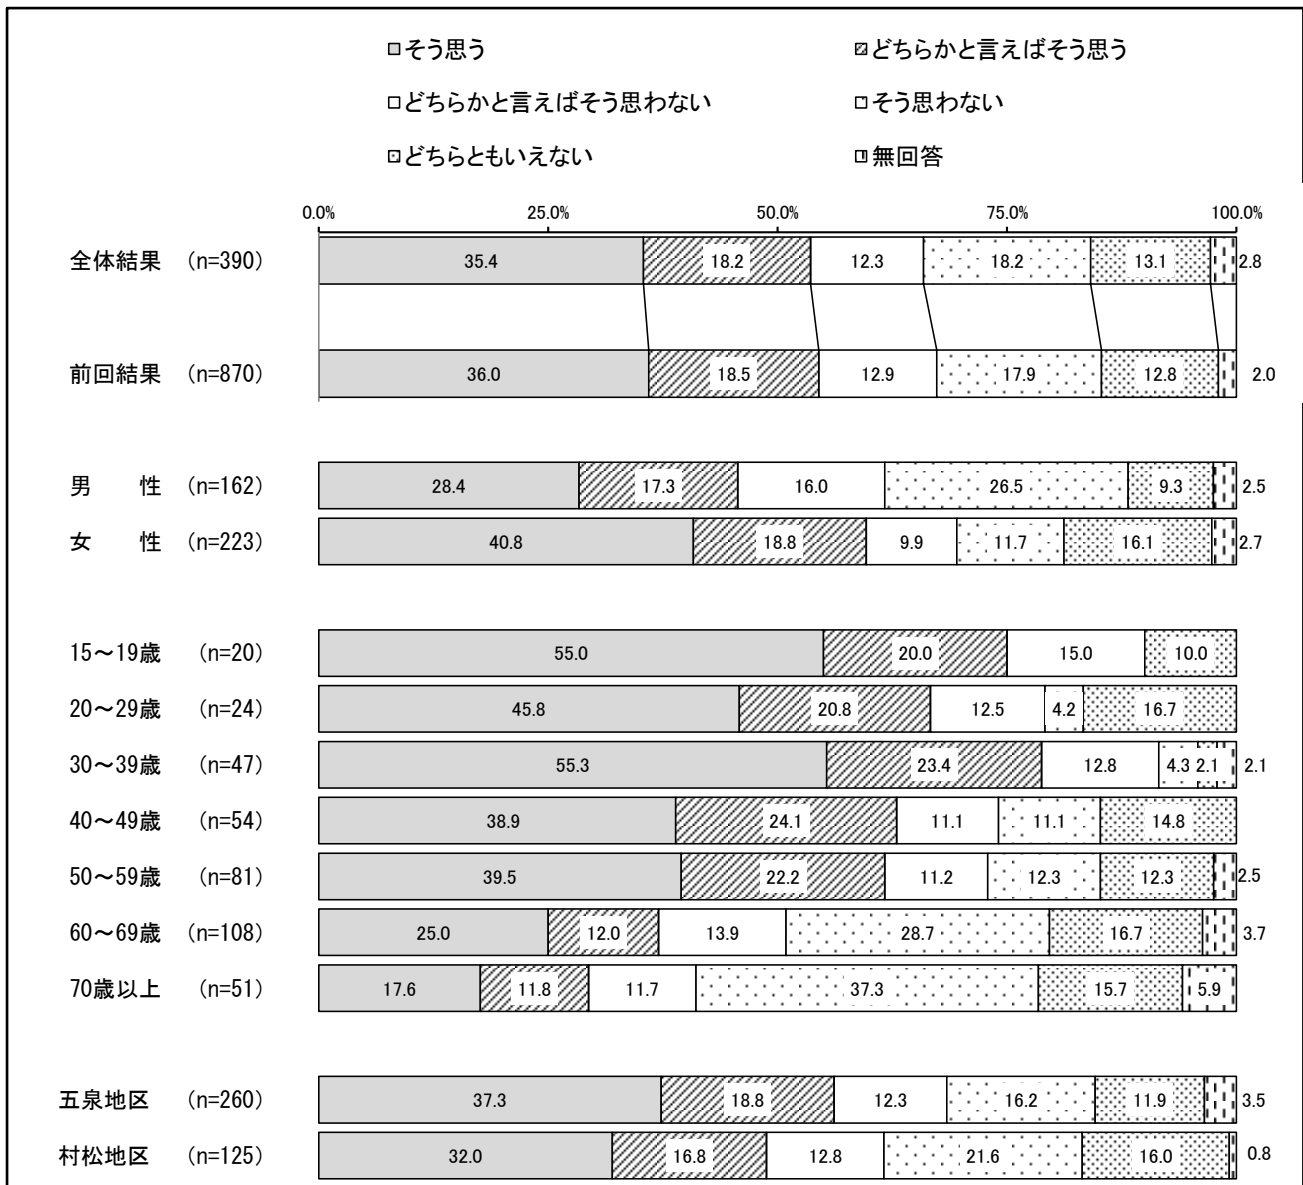 そう思う どちらかと言えばそう思う
どちらかと言えばそう思わない そう思わない
どちらともいえない 無回答
0.0% 25.0% 50.0% 75.0% 100.0%
全体結果 (n=390) 35.4 18.2 12.3 18.2 13.1 2.8
前回結果 (n=870) 36.0 18.5 12.9 17.9 12.8 2.0
男 性 (n=162) 28.4 17.3 16.0 26.5 9.3 2.5
女 性 (n=223) 40.8 18.8 9.9 11.7 16.1 2.7
15～19歳 (n=20) 55.0 20.0 15.0 10.0
20～29歳 (n=24) 45.8 20.8 12.5 4.2 16.7
30～39歳 (n=47) 55.3 23.4 12.8 4.3 2.1 2.1
40～49歳 (n=54) 38.9 24.1 11.1 11.1 14.8
50～59歳 (n=81) 39.5 22.2 11.2 12.3 12.3 2.5
60～69歳 (n=108) 25.0 12.0 13.9 28.7 16.7 3.7
70歳以上 (n=51) 17.6 11.8 11.7 37.3 15.7 5.9
五泉地区 (n=260) 37.3 18.8 12.3 16.2 11.9 3.5
村松地区 (n=125) 32.0 16.8 12.8 21.6 16.0 0.8